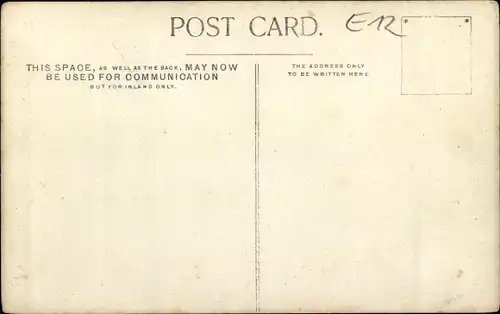 POST CARD.
E12
THIS SPACE, AS WELL AS THE BACK, MAY NOW
BE USED FOR COMMUNICATION
BUT FOR INLAND ONLY.
THE ADDRESS ONLY
TO BE WRITTEN HERE